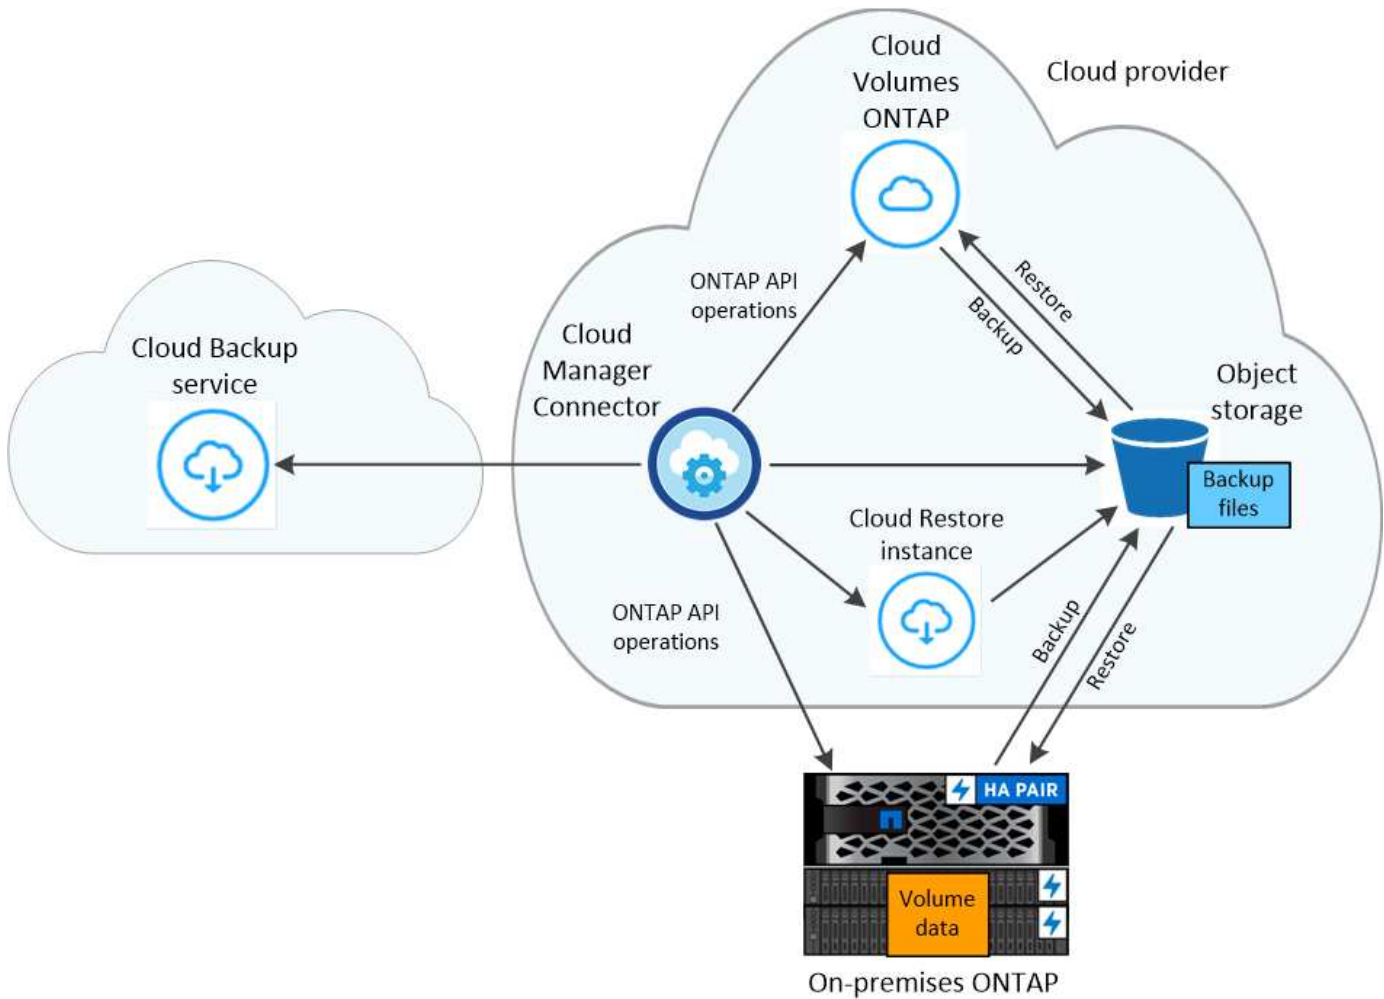 Cloud
Volumes
ONTAP
Cloud provider
ONTAP API
operations
Restore
Backup
Cloud
Manager
Connector
Cloud Backup
service
Object
storage
Backup
files
Cloud Restore
instance
ONTAP API
operations
Backup
Restore
HA PAIR
Volume
data
On-premises ONTAP